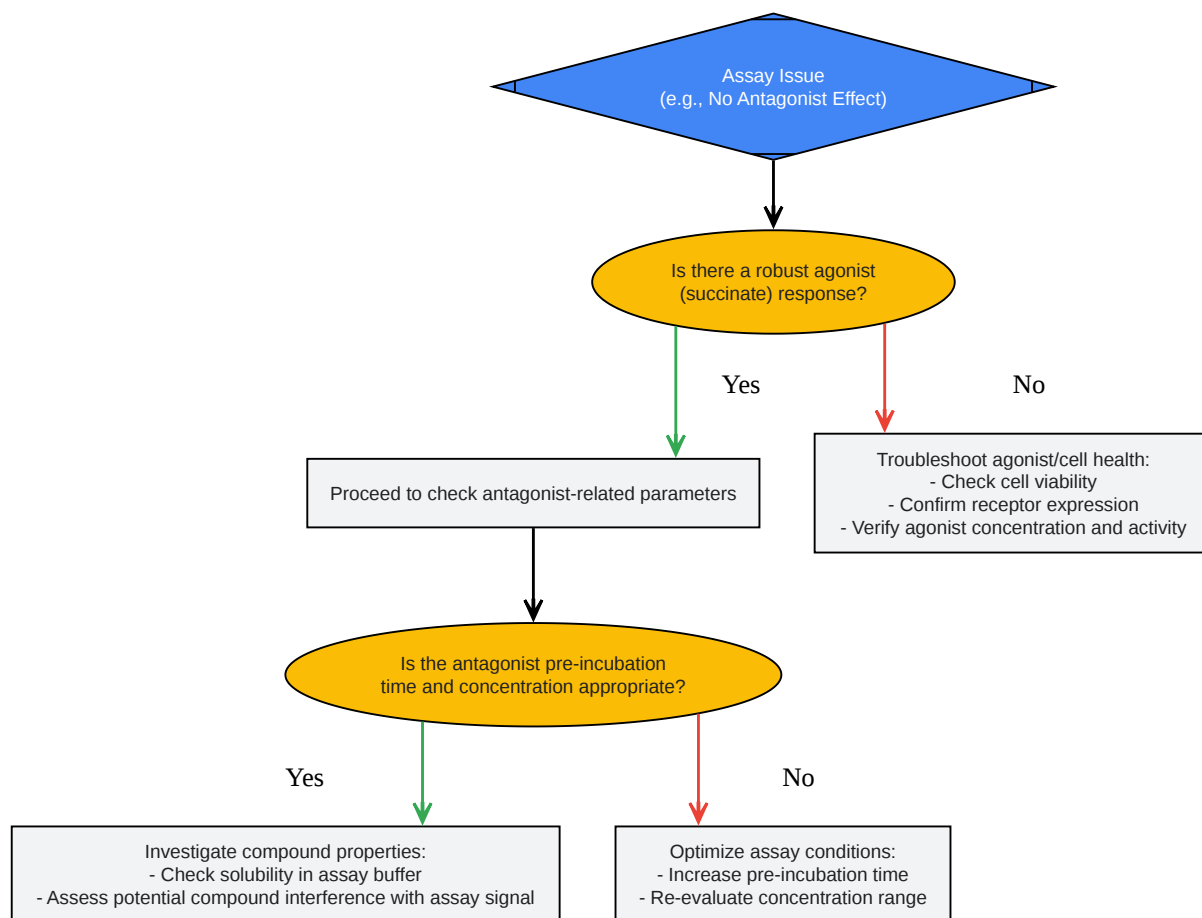 Assay Issue
(e.g., No Antagonist Effect)
Is there a robust agonist
(succinate) response?
Yes
No
Proceed to check antagonist-related parameters
Troubleshoot agonist/cell health:
- Check cell viability
- Confirm receptor expression
- Verify agonist concentration and activity
Is the antagonist pre-incubation
time and concentration appropriate?
Yes
No
Investigate compound properties:
- Check solubility in assay buffer
- Assess potential compound interference with assay signal
Optimize assay conditions:
- Increase pre-incubation time
- Re-evaluate concentration range